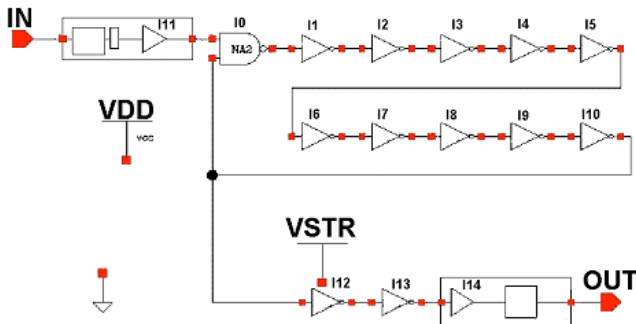 IN I11 I0 I1 I2 I3 I4 I5
NA2
VDD
VCC
I6 I7 I8 I9 I10
VSTR
I12 I13 I14 OUT